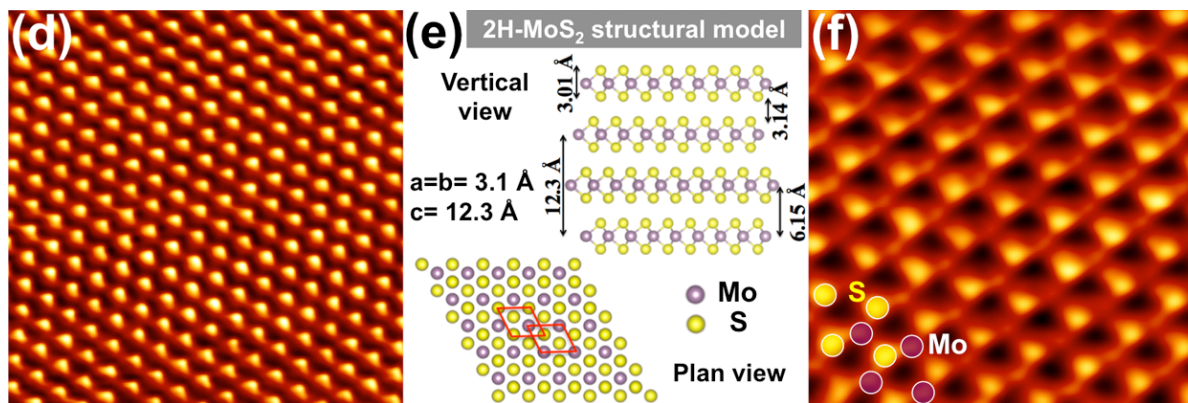 (d)
(e)
2H-MoS₂ structural model
(f)
Vertical
view
3.01 Å
3.14 Å
a=b= 3.1 Å
c= 12.3 Å
12.3 Å
6.15 Å
Mo
S
Plan view
S
Mo